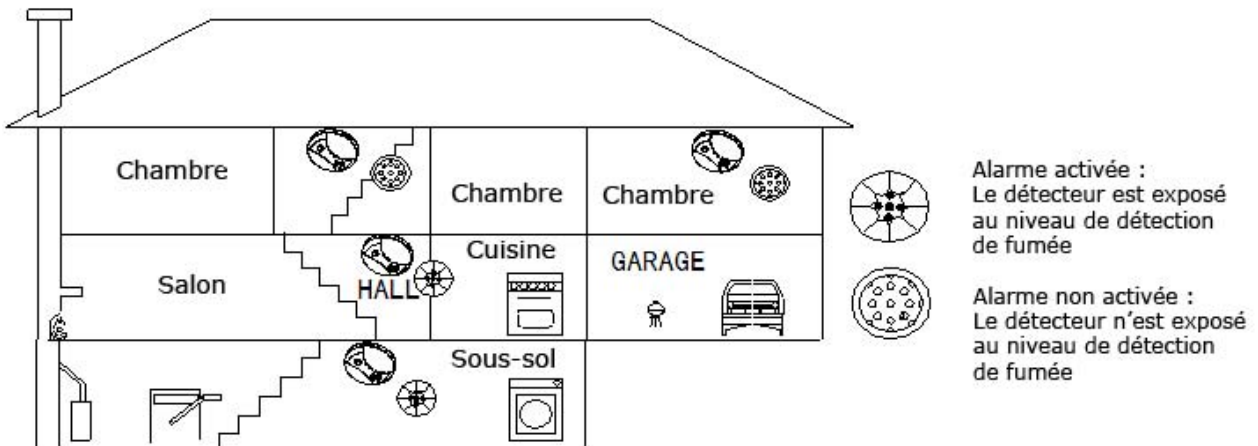 Chambre
Chambre
Chambre
Salon
HALL
Cuisine
GARAGE
Sous-sol
Alarme activée :
Le détecteur est exposé
au niveau de détection
de fumée
Alarme non activée :
Le détecteur n'est exposé
au niveau de détection
de fumée